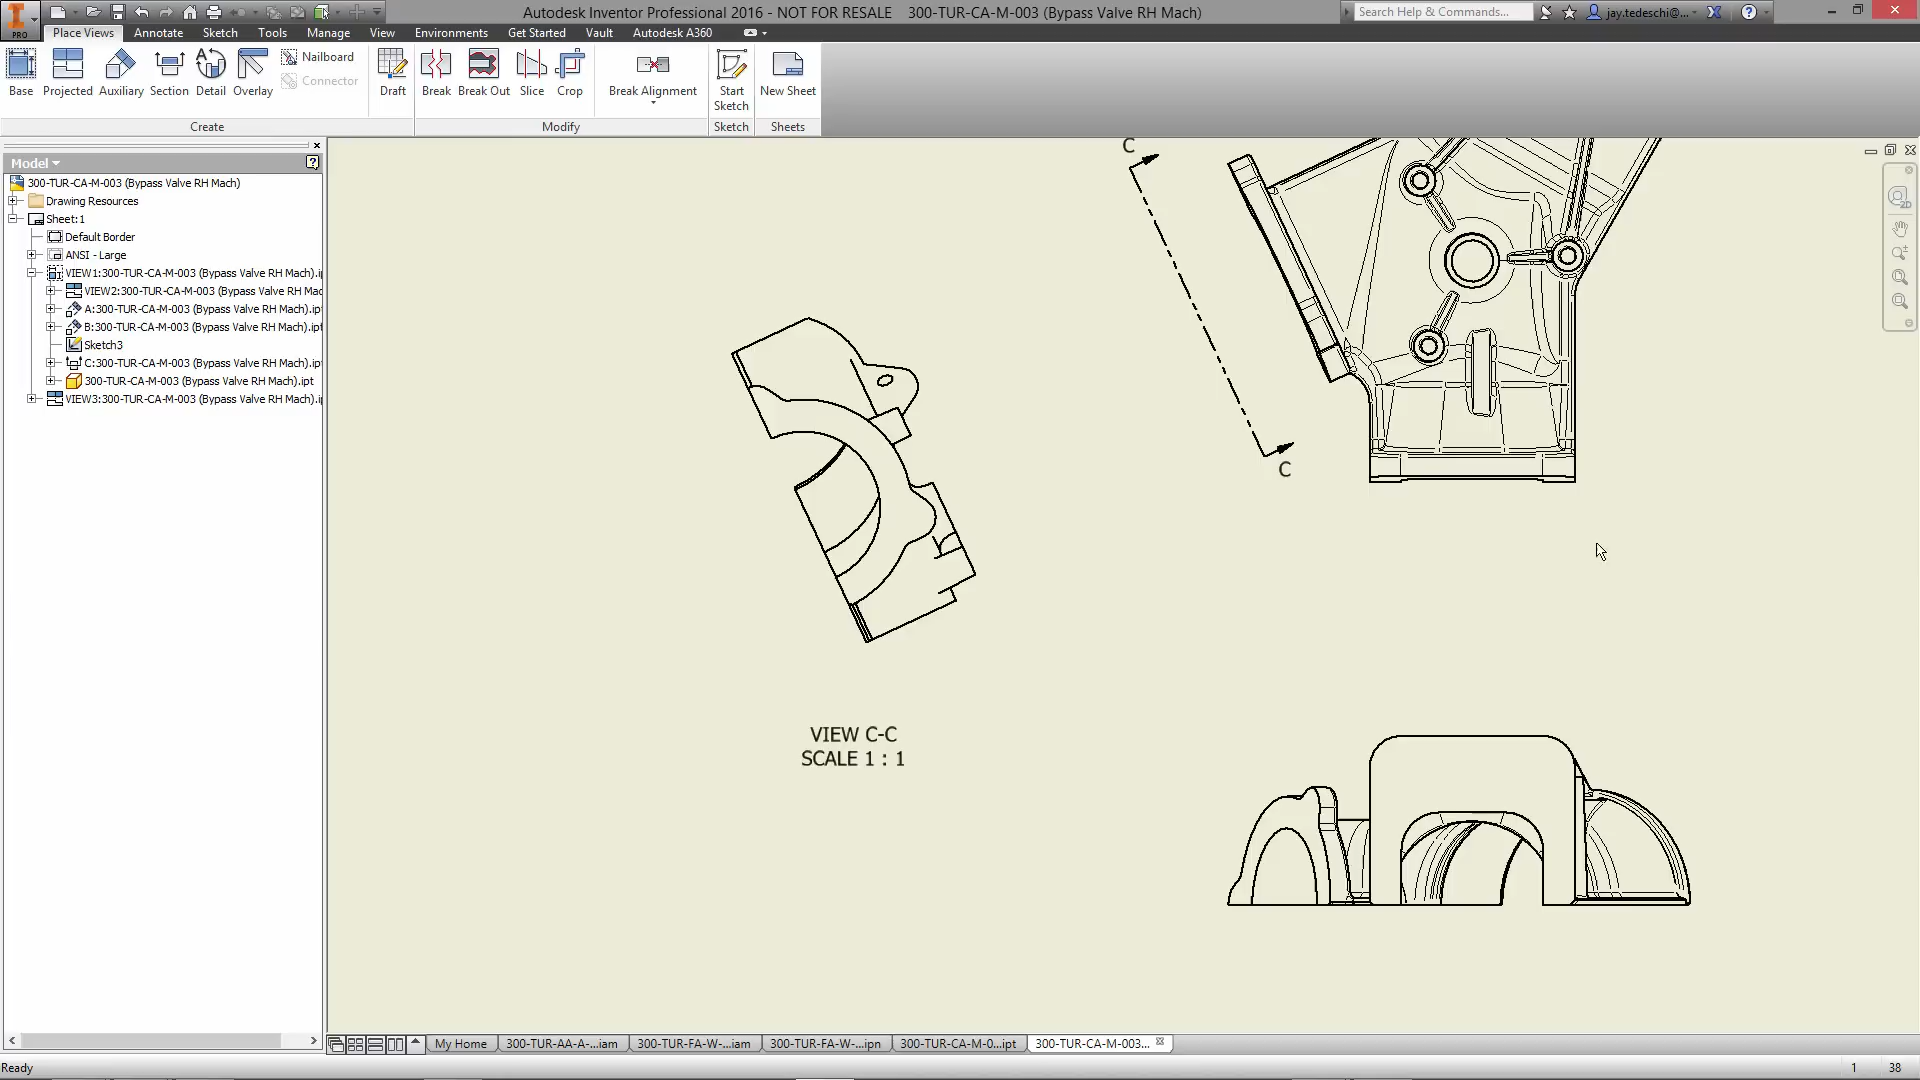 Autodesk Inventor Professional 2016 - NOT FOR RESALE 300-TUR-CA-M-003 (Bypass Valve RH Mach)
Search Help & Commands...
jay.tedeschi@...
PRO
Place Views Annotate Sketch Tools Manage View Environments Get Started Vault Autodesk A360
Base
Projected
Auxiliary
Section
Detail
Overlay
Nailboard
Connector
Draft
Break
Break Out
Slice
Crop
Break Alignment
Start
Sketch
New Sheet
Create
Modify
Sketch
Sheets
Model
300-TUR-CA-M-003 (Bypass Valve RH Mach)
Drawing Resources
Sheet:1
Default Border
ANSI - Large
VIEW1:300-TUR-CA-M-003 (Bypass Valve RH Mach).ip
VIEW2:300-TUR-CA-M-003 (Bypass Valve RH Mac
A:300-TUR-CA-M-003 (Bypass Valve RH Mach).ipt
B:300-TUR-CA-M-003 (Bypass Valve RH Mach).ipt
Sketch3
C:300-TUR-CA-M-003 (Bypass Valve RH Mach).ipt
300-TUR-CA-M-003 (Bypass Valve RH Mach).ipt
VIEW3:300-TUR-CA-M-003 (Bypass Valve RH Mach).ip
C
C
2D
VIEW C-C
SCALE 1 : 1
My Home
300-TUR-AA-A-...iam
300-TUR-FA-W-...iam
300-TUR-FA-W-...ipn
300-TUR-CA-M-0...ipt
300-TUR-CA-M-003...
Ready
1
38